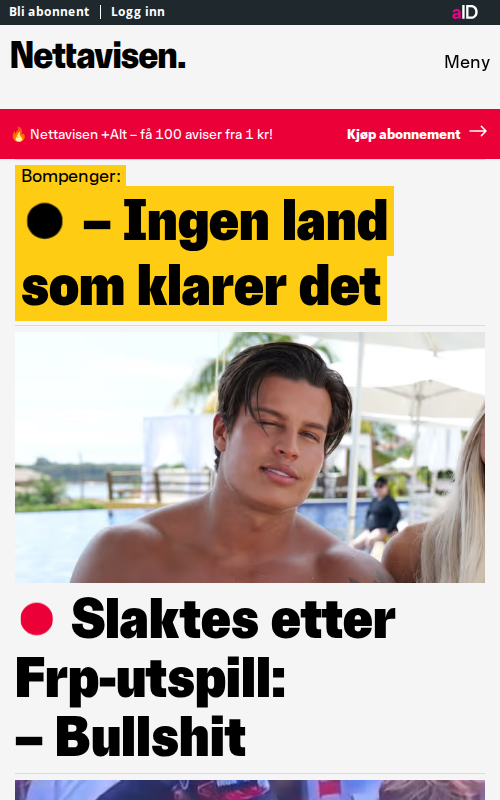 Bli abonnent | Logg inn
aID
Nettavisen.
Meny
🔥 Nettavisen +Alt – få 100 aviser fra 1 kr!
Kjøp abonnement →
Bompenger:
– Ingen land
som klarer det
Slaktes etter
Frp-utspill:
– Bullshit